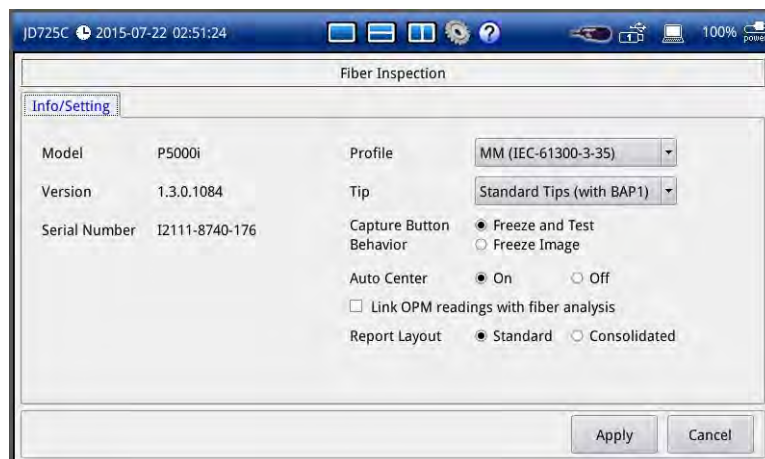 JD725C 2015-07-22 02:51:24 ? 100% power
Fiber Inspection
Info/Setting
Model P5000i Profile MM (IEC-61300-3-35)
Version 1.3.0.1084 Tip Standard Tips (with BAP1)
Serial Number I2111-8740-176 Capture Button Behavior Freeze and Test
Freeze Image
Auto Center On Off
Link OPM readings with fiber analysis
Report Layout Standard Consolidated
Apply Cancel